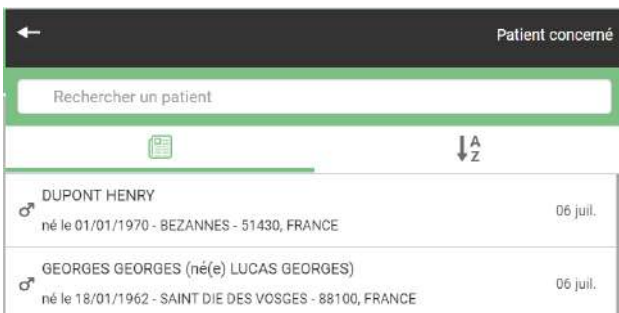 Patient concerné
Rechercher un patient
A
Z
DUPONT HENRY
06 juil.
né le 01/01/1970 - BEZANNES - 51430, FRANCE
GEORGES GEORGES (né(e) LUCAS GEORGES)
06 juil.
né le 18/01/1962 - SAINT DIE DES VOSGES - 88100, FRANCE